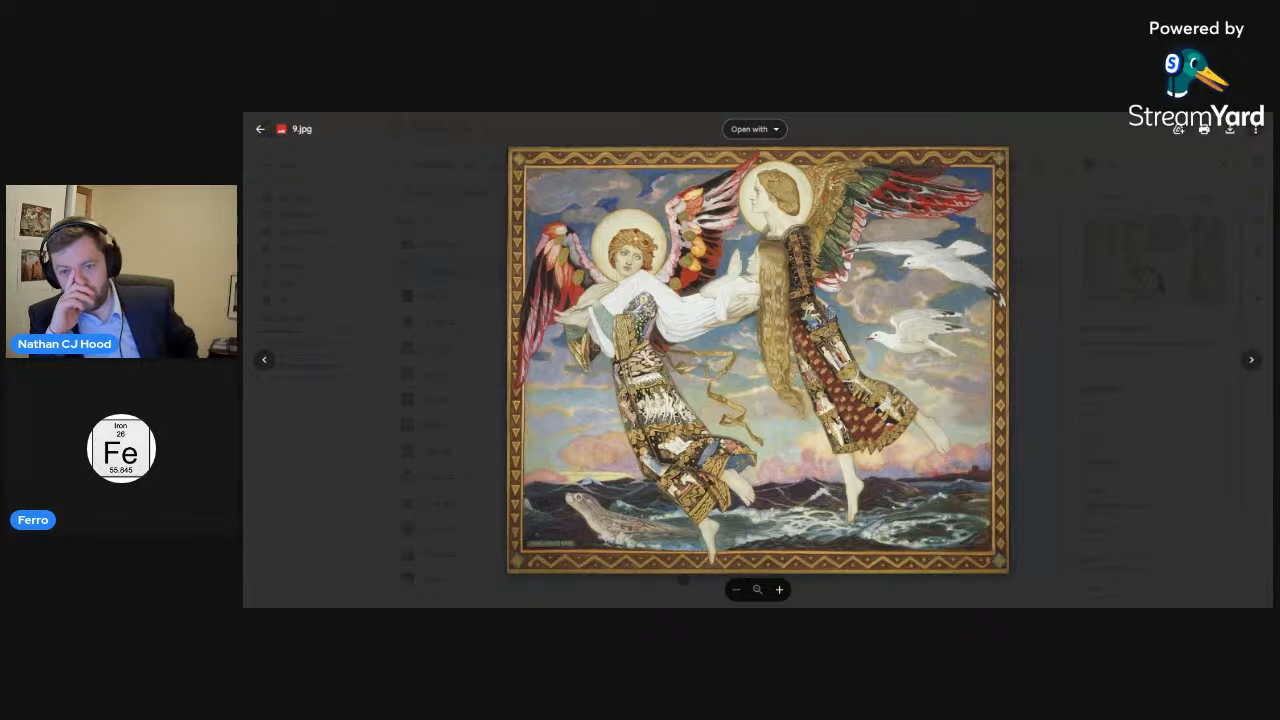 Powered by
StreamYard
9.jpg
Open with
Nathan CJ Hood
Iron
26
Fe
55.845
Ferro